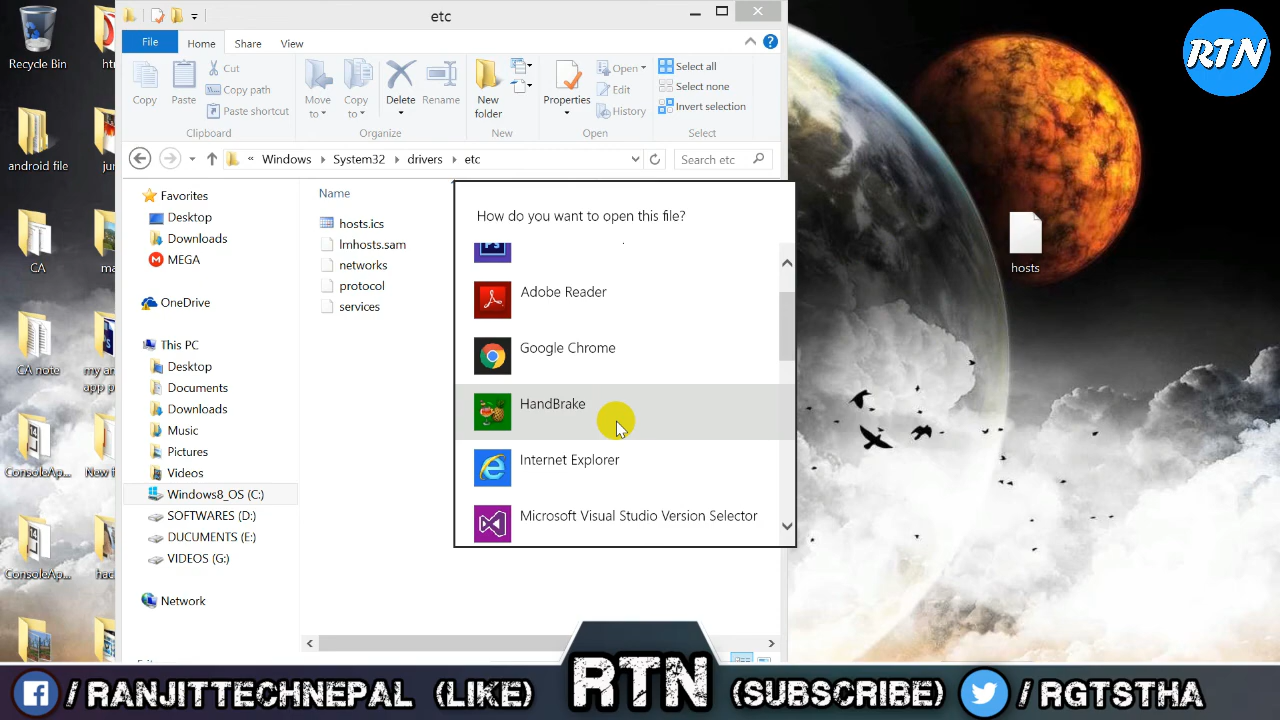 etc
RTN
Recycle Bin
File
Home
Share
View
Copy
Paste
Cut
Copy path
Paste shortcut
Clipboard
Move to
Copy to
Delete
Rename
Organize
New folder
New
Properties
Open
Edit
History
Open
Select all
Select none
Invert selection
Select
« Windows System32 drivers etc
Search etc
android file
CA
CA note
ConsoleAp...
ConsoleAp...
Favorites
Desktop
Downloads
MEGA
OneDrive
This PC
Desktop
Documents
Downloads
Music
Pictures
Videos
Windows8_OS (C:)
SOFTWARES (D:)
DUCUMENTS (E:)
VIDEOS (G:)
Network
Name
hosts.ics
lmhosts.sam
networks
protocol
services
How do you want to open this file?
Adobe Reader
Google Chrome
HandBrake
Internet Explorer
Microsoft Visual Studio Version Selector
hosts
/ RANJITTECHNEPAL (LIKE) RTN (SUBSCRIBE) / RGTSTHA